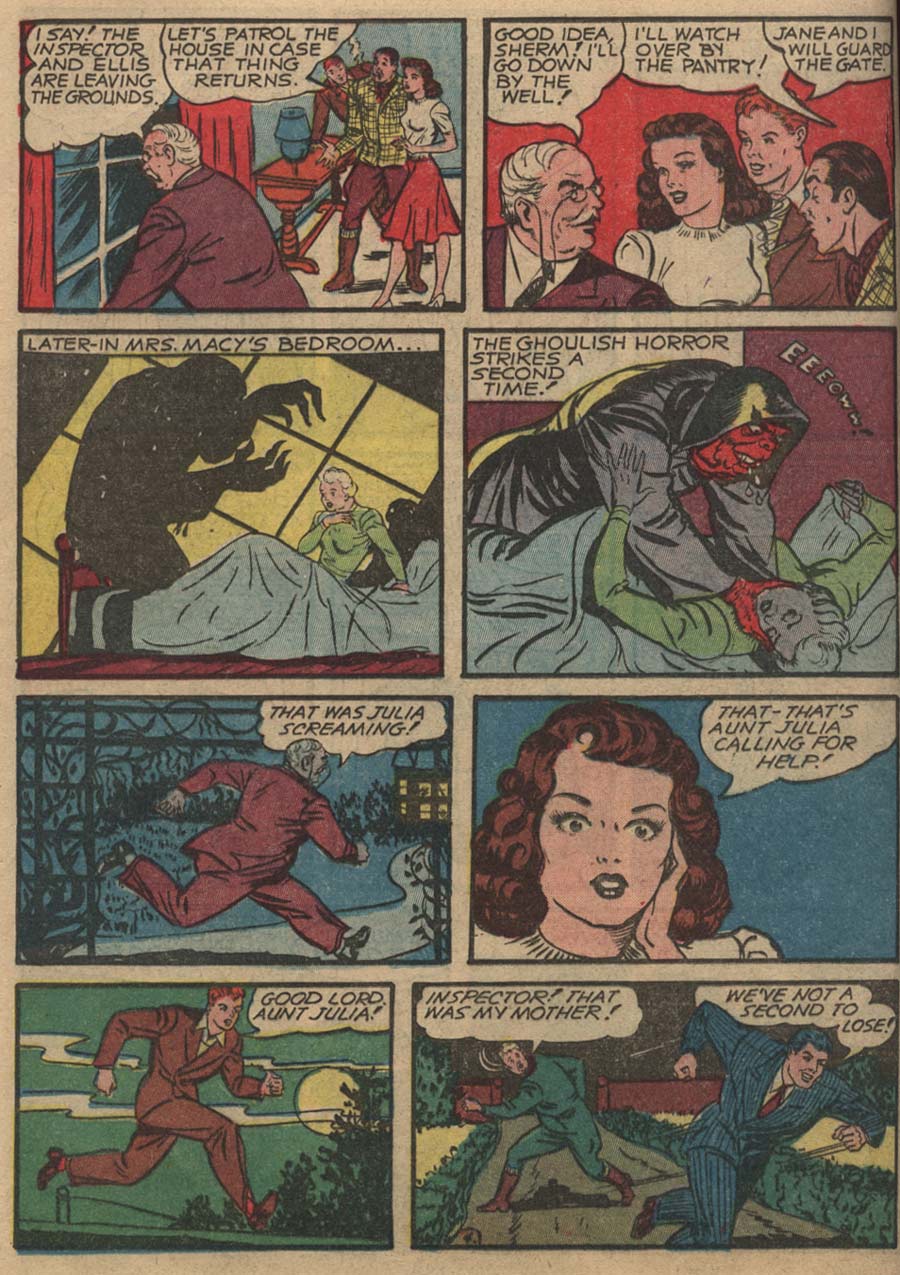 I SAY! THE
INSPECTOR
AND ELLIS
ARE LEAVING
THE GROUNDS.
LET'S PATROL THE
HOUSE IN CASE
THAT THING
RETURNS.
GOOD IDEA,
SHERM! I'LL
GO DOWN
BY THE
WELL!
I'LL WATCH
OVER BY
THE PANTRY!
JANE AND I
WILL GUARD
THE GATE.
LATER-IN MRS. MACY'S BEDROOM....
THE GHOULISH HORROR
STRIKES A
SECOND
TIME!
EEEEOWW!
THAT WAS JULIA
SCREAMING!
THAT-THAT'S
AUNT JULIA
CALLING FOR
HELP!
GOOD LORD,
AUNT JULIA!
INSPECTOR! THAT
WAS MY MOTHER!
WE'VE NOT A
SECOND TO
LOSE!